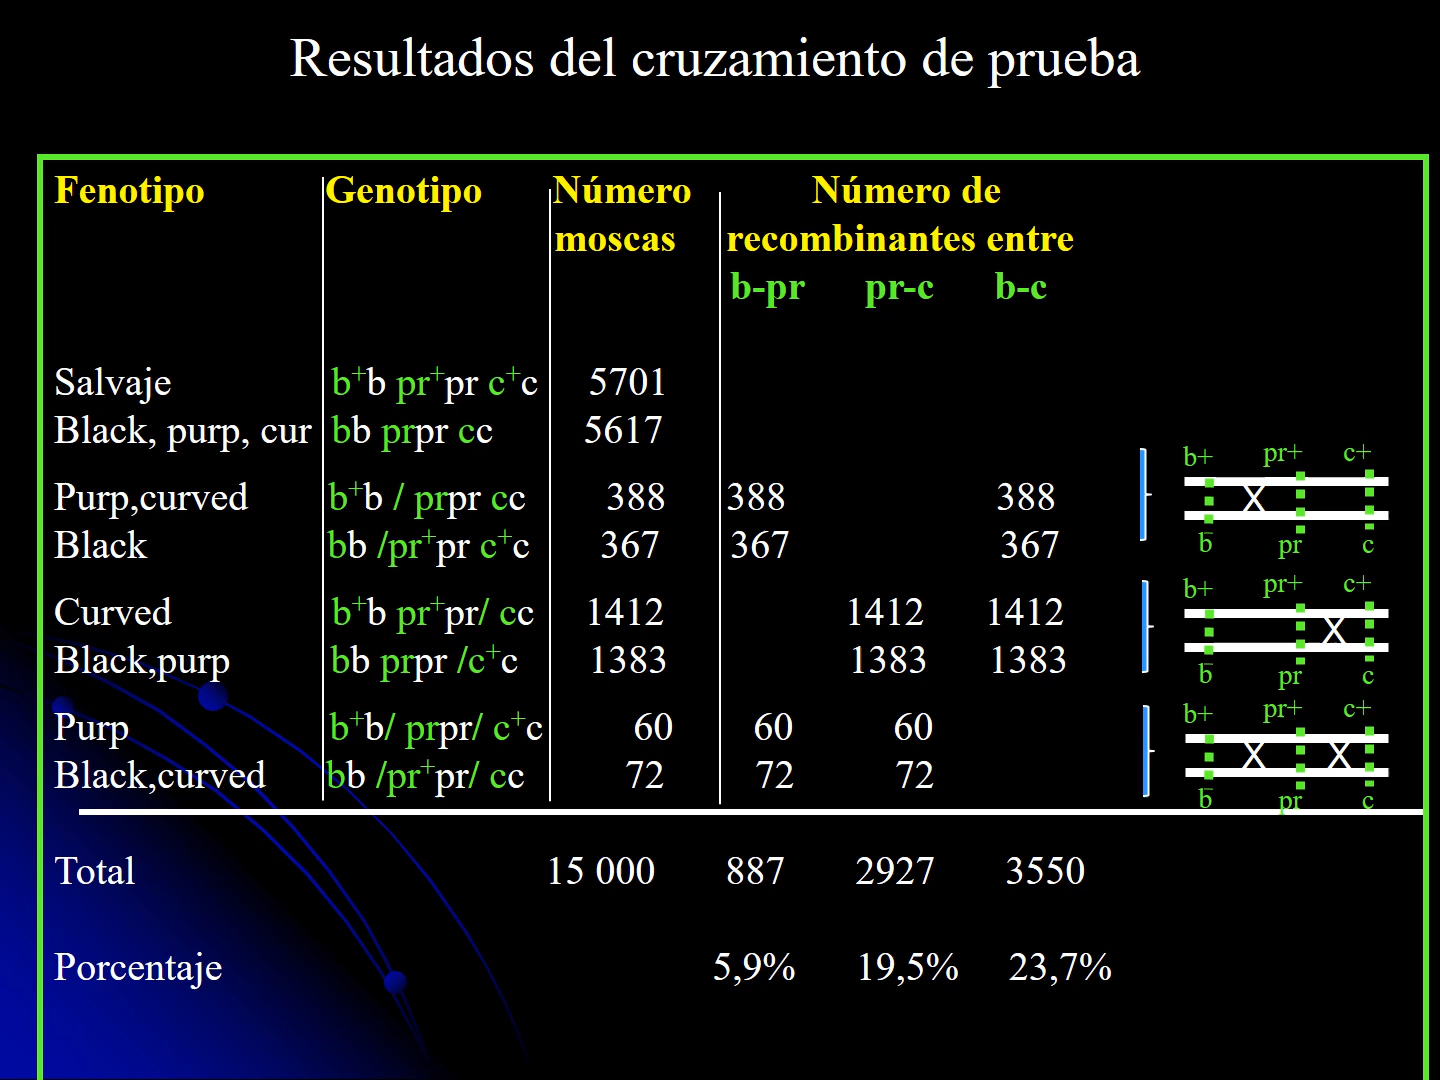 Resultados del cruzamiento de prueba
Fenotipo Genotipo Número Número de
moscas recombinantes entre
b-pr pr-c b-c
Salvaje b⁺b pr⁺pr c⁺c 5701
Black, purp, cur bb prpr cc 5617
Purp,curved b⁺b / prpr cc 388 388 388
Black bb /pr⁺pr c⁺c 367 367 367
Curved b⁺b pr⁺pr/ cc 1412 1412 1412
Black,purp bb prpr /c⁺c 1383 1383 1383
Purp b⁺b/ prpr/ c⁺c 60 60 60
Black,curved bb /pr⁺pr/ cc 72 72 72
Total 15 000 887 2927 3550
Porcentaje 5,9% 19,5% 23,7%
b+ pr+ c+
X
b pr c
b+ pr+ c+
X
b pr c
b+ pr+ c+
X X
b pr c